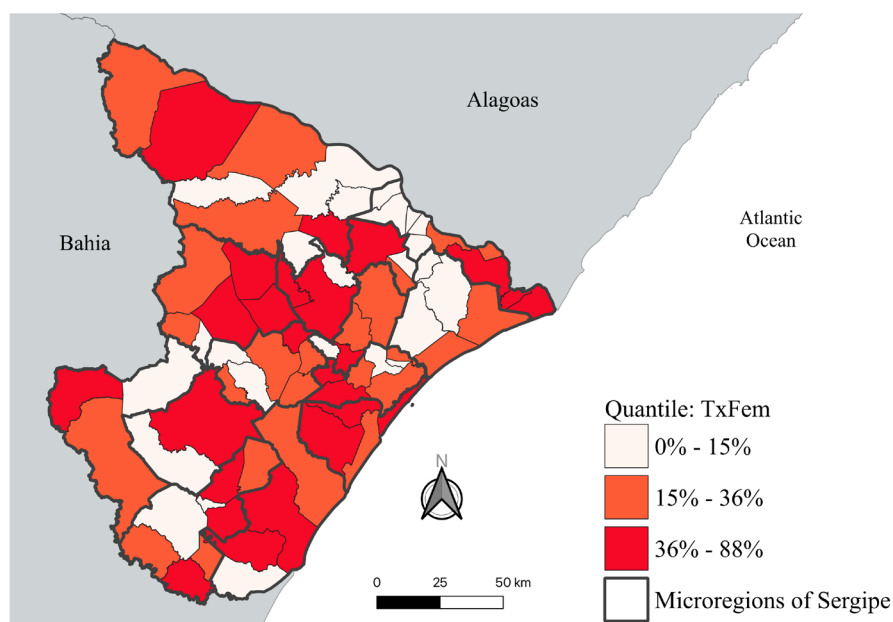 Alagoas
Bahia
Atlantic
Ocean
Quantile: TxFem
0% - 15%
15% - 36%
36% - 88%
Microregions of Sergipe
N
0 25 50 km